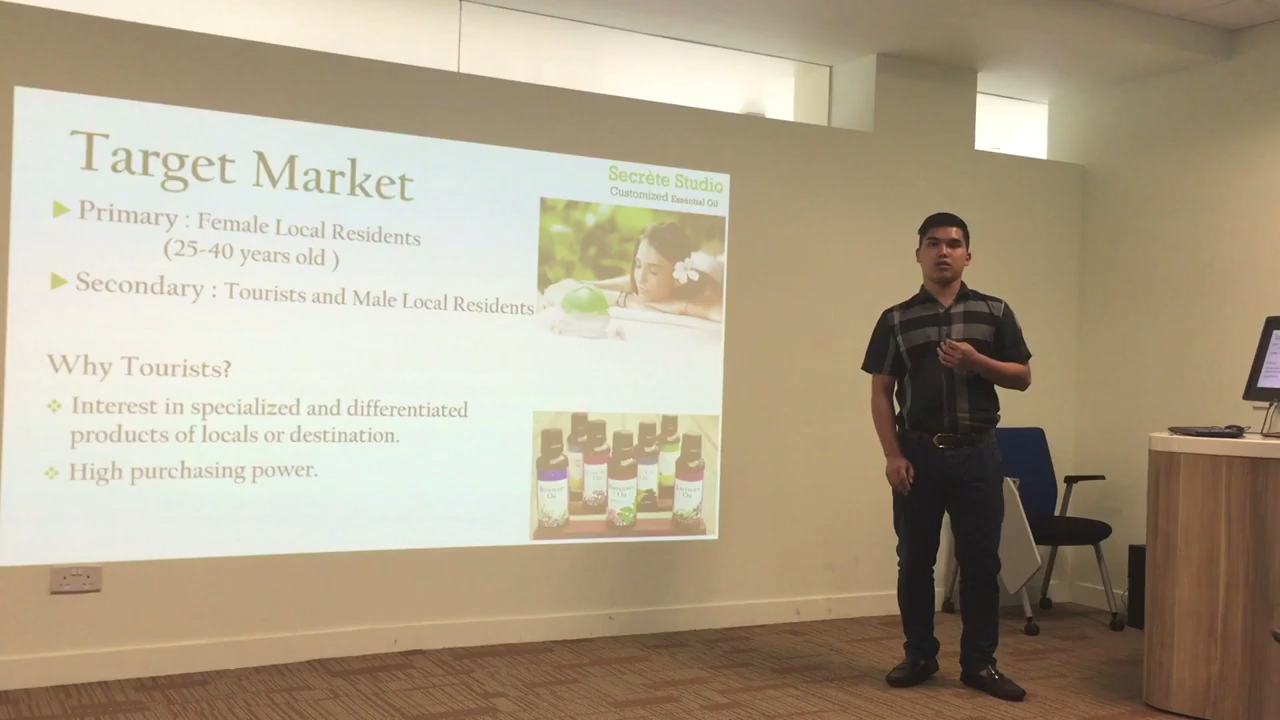 Target Market
Secrète Studio
Customized Essential Oil
Primary : Female Local Residents
(25-40 years old )
Secondary : Tourists and Male Local Residents
Why Tourists?
Interest in specialized and differentiated
products of locals or destination.
High purchasing power.